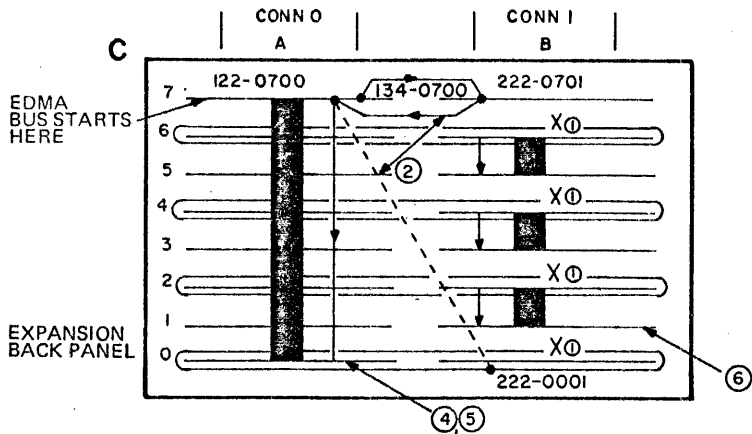 CONN 0
CONN 1
C
A
B
122-0700
134-0700
222-0701
7
EDMA
BUS STARTS
HERE
6
X①
5
②
4
X①
3
2
X①
1
EXPANSION
BACK PANEL
0
X①
222-0001
⑥
④,⑤